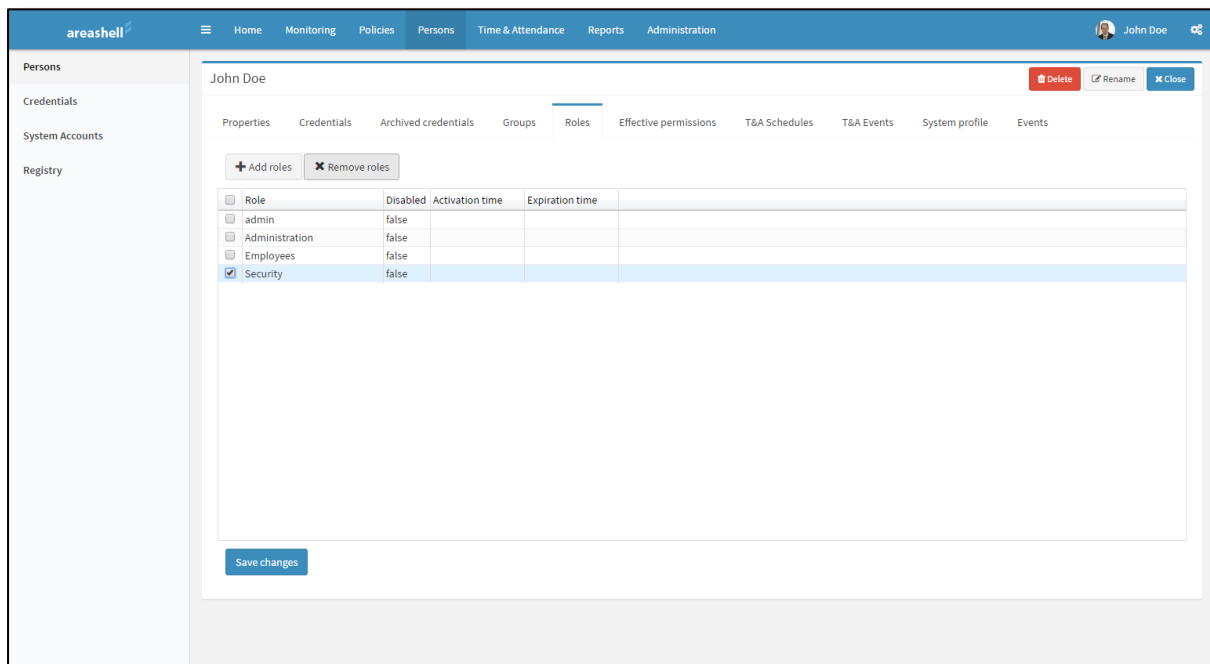 areashell Home Monitoring Policies Persons Time & Attendance Reports Administration John Doe
Persons
Credentials
System Accounts
Registry
John Doe Delete Rename Close
Properties Credentials Archived credentials Groups Roles Effective permissions T&A Schedules T&A Events System profile Events
Add roles Remove roles
Role Disabled Activation time Expiration time
admin false
Administration false
Employees false
Security false
Save changes